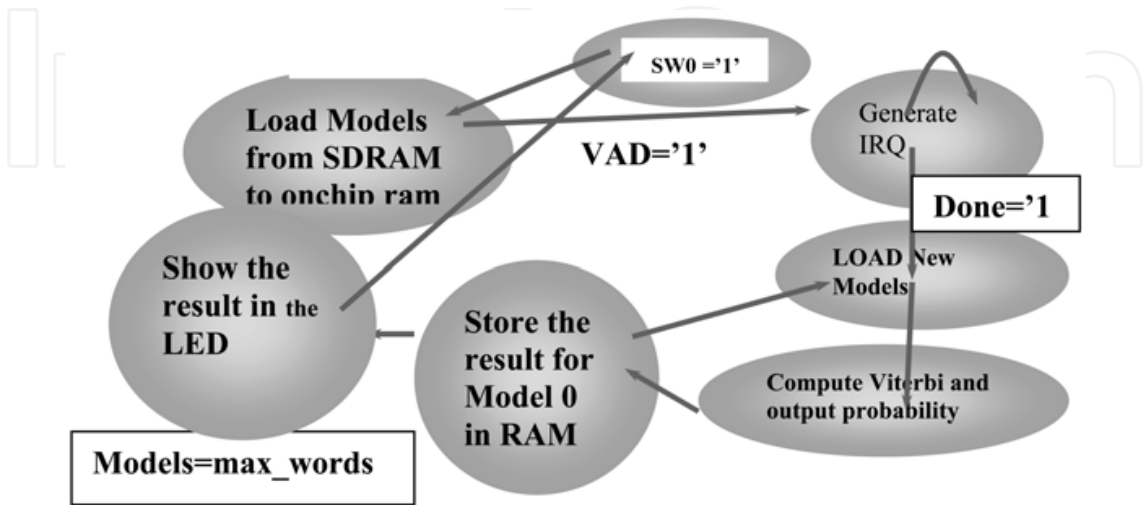 SW0 ='1'
Load Models
from SDRAM
to onchip ram
VAD='1'
Generate
IRQ
Done='1
LOAD New
Models
Compute Viterbi and
output probability
Store the
result for
Model 0
in RAM
Show the
result in the
LED
Models=max_words